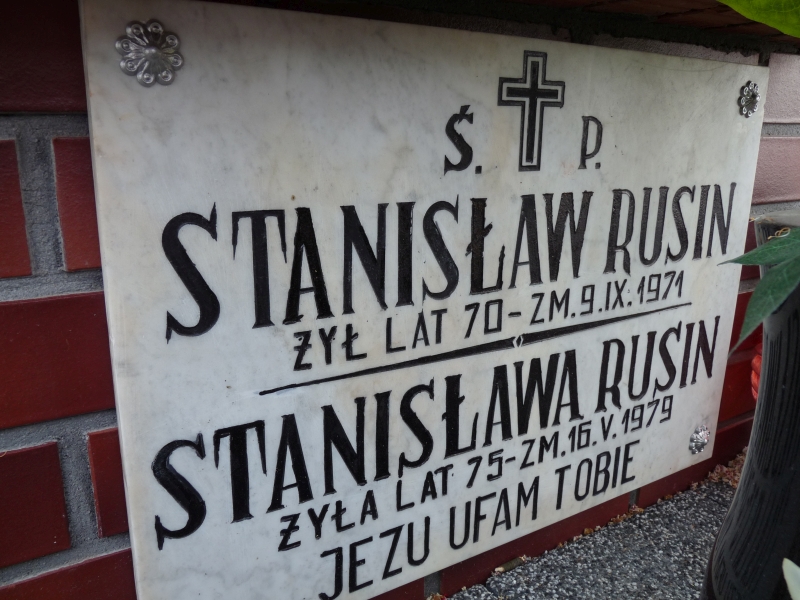 Ś. P.
STANISŁAW RUSIN
ŻYŁ LAT 70-ZM.9.IX.1971
STANISŁAWA RUSIN
ŻYŁA LAT 75-ZM.16.V.1979
JEZU UFAM TOBIE